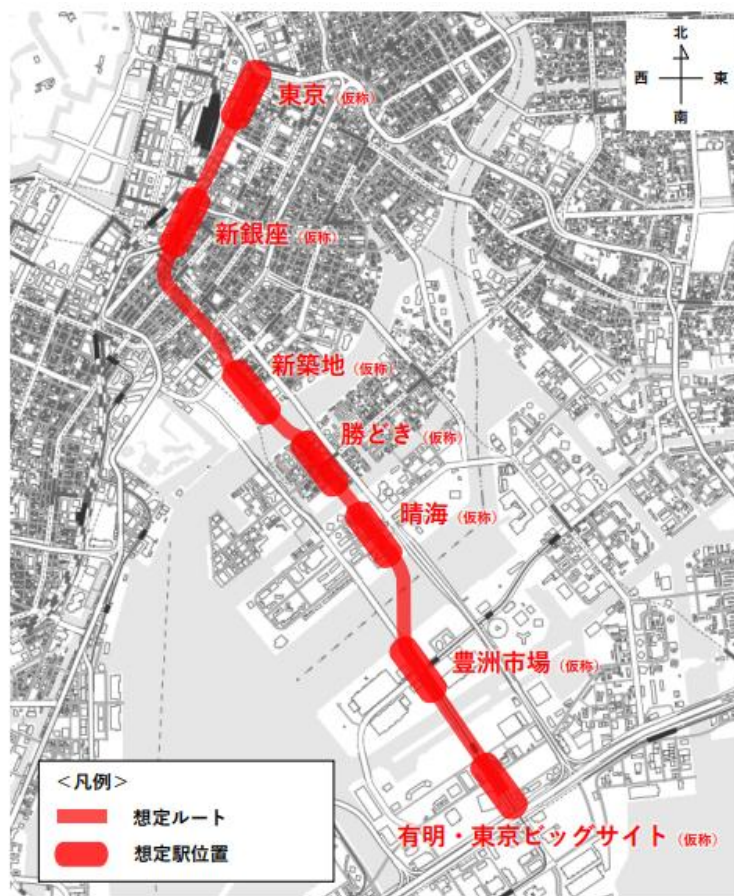 北
西 東
南
東京（仮称）
新銀座（仮称）
新築地（仮称）
勝どき（仮称）
晴海（仮称）
豊洲市場（仮称）
有明・東京ビッグサイト（仮称）
＜凡例＞
想定ルート
想定駅位置